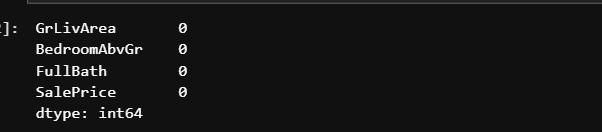 ]: GrLivArea 0
BedroomAbvGr 0
FullBath 0
SalePrice 0
dtype: int64